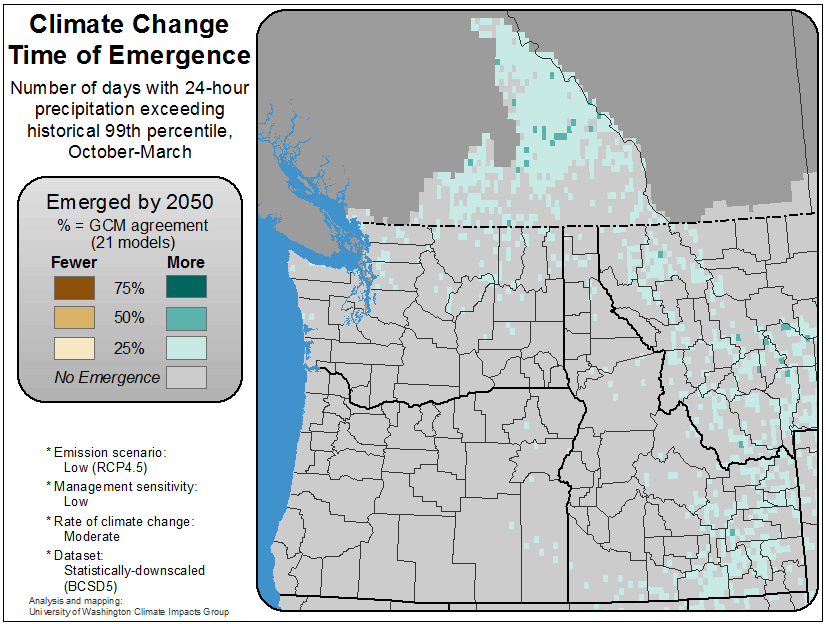 Climate Change
Time of Emergence
Number of days with 24-hour
precipitation exceeding
historical 99th percentile,
October-March
Emerged by 2050
% = GCM agreement
(21 models)
Fewer More
75%
50%
25%
No Emergence
* Emission scenario:
Low (RCP4.5)
* Management sensitivity:
Low
* Rate of climate change:
Moderate
* Dataset:
Statistically-downscaled
(BCSD5)
Analysis and mapping:
University of Washington Climate Impacts Group